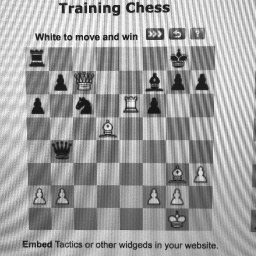 Training Chess
White to move and win >>> ?
Embed Tactics or other widgeds in your website.